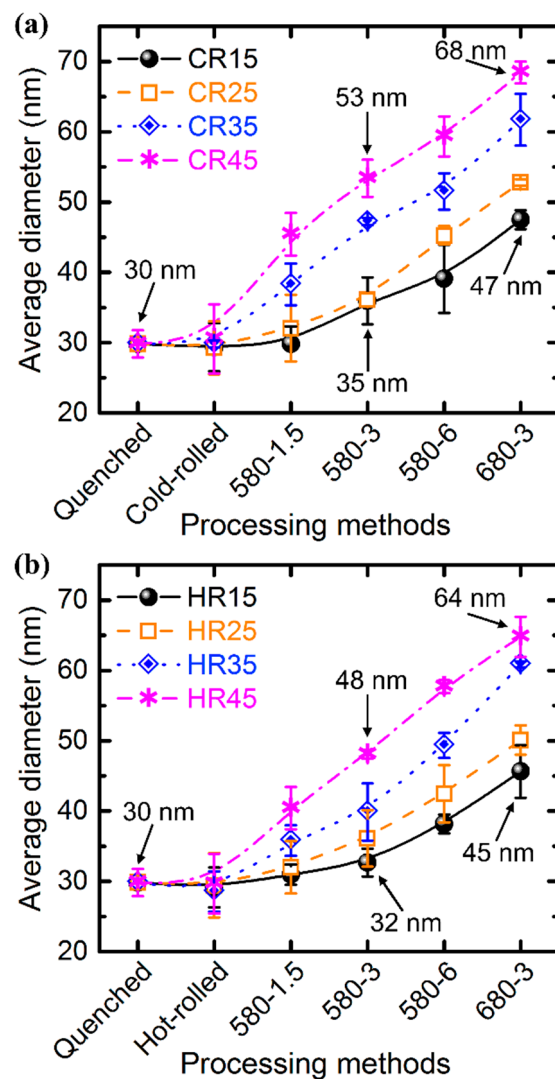 (a)
70
60
50
40
30
20
Average diameter (nm)
CR15
CR25
CR35
CR45
30 nm
53 nm
68 nm
35 nm
47 nm
Quenched
Cold-rolled
580-1.5
580-3
580-6
680-3
Processing methods
(b)
70
60
50
40
30
20
Average diameter (nm)
HR15
HR25
HR35
HR45
30 nm
48 nm
64 nm
32 nm
45 nm
Quenched
Hot-rolled
580-1.5
580-3
580-6
680-3
Processing methods